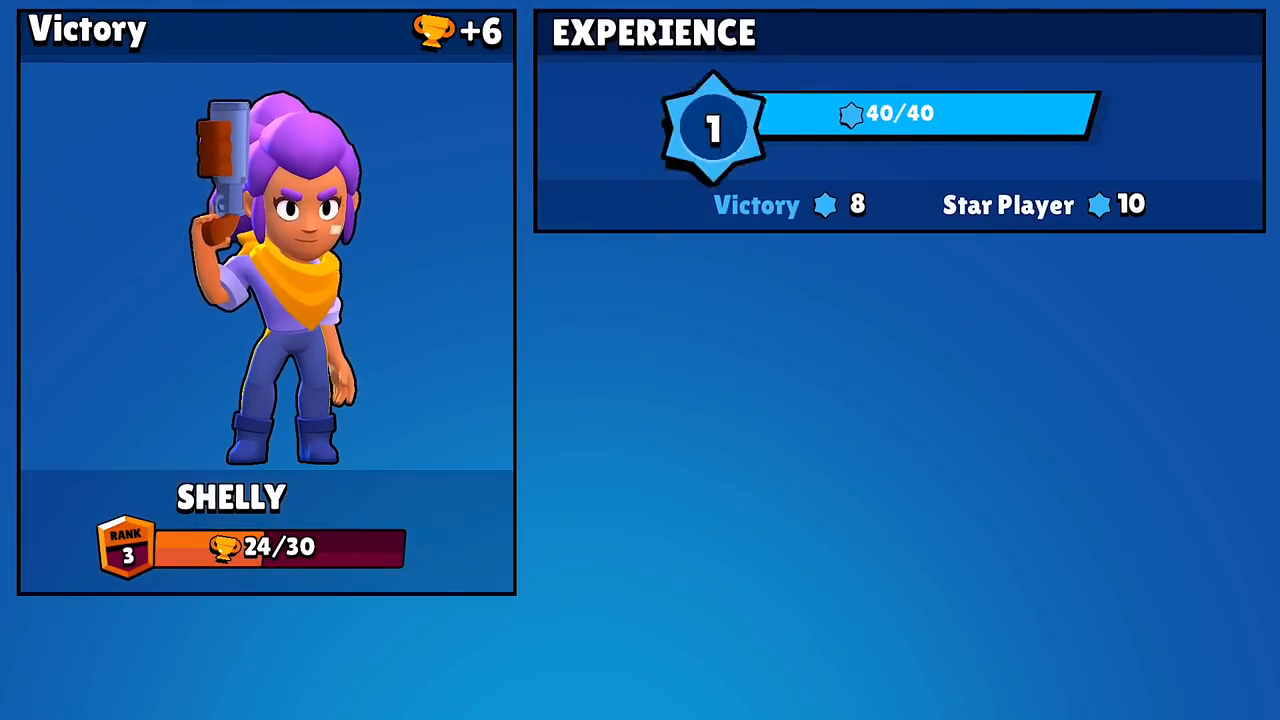 Victory
+6
SHELLY
RANK
3
24/30
EXPERIENCE
1
40/40
Victory 8 Star Player 10